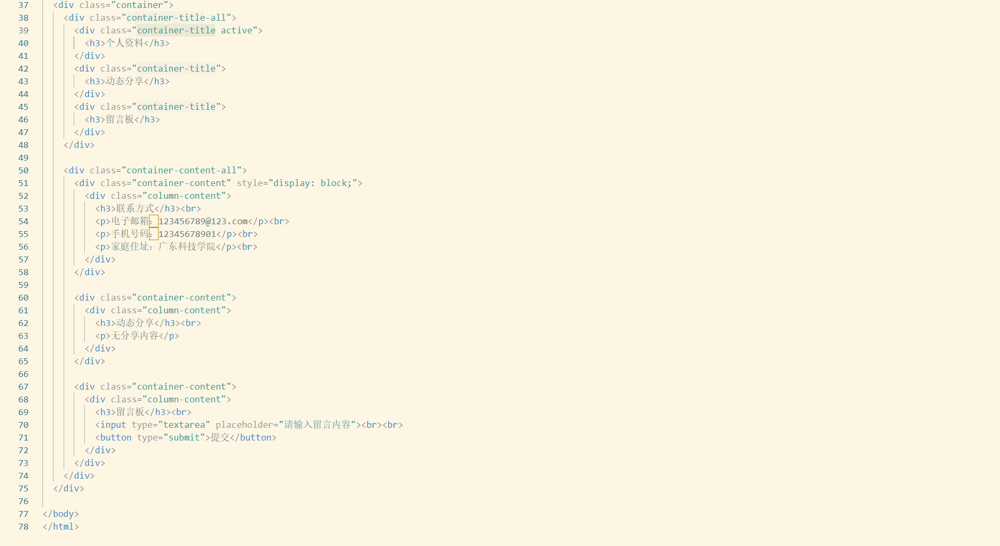 37 <div class="container">
38 <div class="container-title-all">
39 <div class="container-title active">
40 <h3>个人资料</h3>
41 </div>
42 <div class="container-title">
43 <h3>动态分享</h3>
44 </div>
45 <div class="container-title">
46 <h3>留言板</h3>
47 </div>
48 </div>
49
50 <div class="container-content-all">
51 <div class="container-content" style="display: block;">
52 <div class="column-content">
53 <h3>联系方式</h3><br>
54 <p>电子邮箱：123456789@123.com</p><br>
55 <p>手机号码：12345678901</p><br>
56 <p>家庭住址：广东科技学院</p><br>
57 </div>
58 </div>
59
60 <div class="container-content">
61 <div class="column-content">
62 <h3>动态分享</h3><br>
63 <p>无分享内容</p>
64 </div>
65 </div>
66
67 <div class="container-content">
68 <div class="column-content">
69 <h3>留言板</h3><br>
70 <input type="textarea" placeholder="请输入留言内容"><br><br>
71 <button type="submit">提交</button>
72 </div>
73 </div>
74 </div>
75 </div>
76
77 </body>
78 </html>